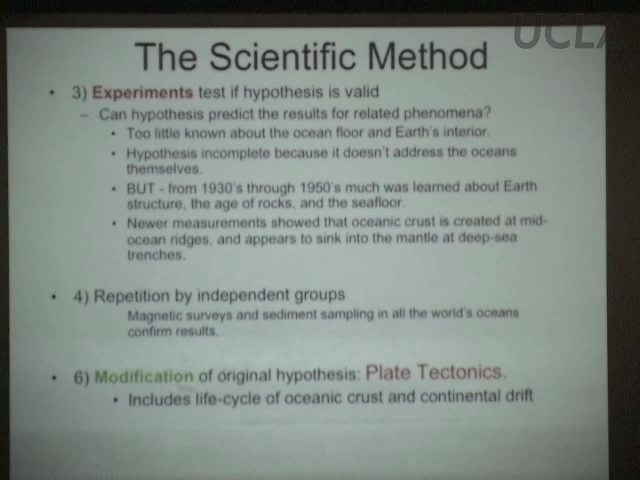 UCLA
The Scientific Method
• 3) Experiments test if hypothesis is valid
– Can hypothesis predict the results for related phenomena?
• Too little known about the ocean floor and Earth's interior.
• Hypothesis incomplete because it doesn't address the oceans
themselves.
• BUT - from 1930's through 1950's much was learned about Earth
structure, the age of rocks, and the seafloor.
• Newer measurements showed that oceanic crust is created at mid-
ocean ridges, and appears to sink into the mantle at deep-sea
trenches.
• 4) Repetition by independent groups
Magnetic surveys and sediment sampling in all the world's oceans
confirm results.
• 6) Modification of original hypothesis: Plate Tectonics.
• Includes life-cycle of oceanic crust and continental drift